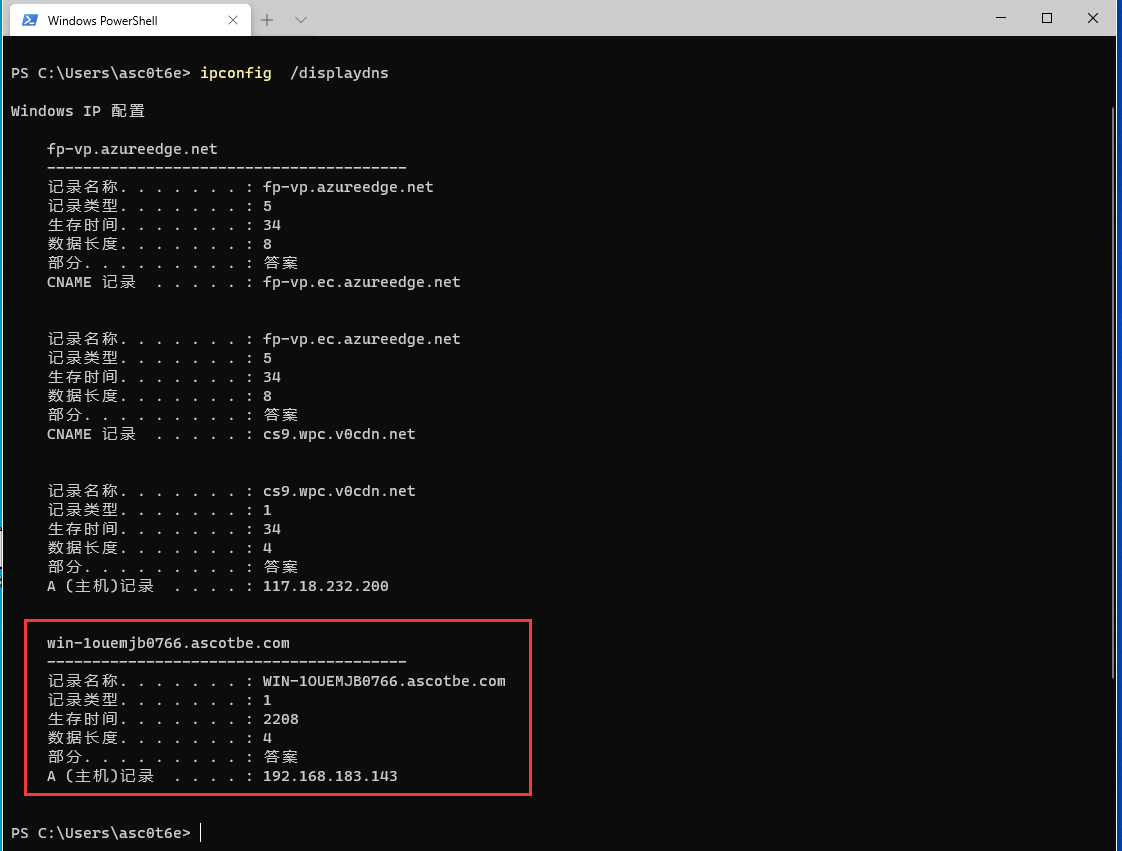 Windows PowerShell
PS C:\Users\asc0t6e> ipconfig  /displaydns
Windows IP 配置
fp-vp.azureedge.net
----------------------------------------
记录名称. . . . . . . : fp-vp.azureedge.net
记录类型. . . . . . . : 5
生存时间. . . . . . . : 34
数据长度. . . . . . . : 8
部分. . . . . . . . . : 答案
CNAME 记录  . . . . . : fp-vp.ec.azureedge.net
记录名称. . . . . . . : fp-vp.ec.azureedge.net
记录类型. . . . . . . : 5
生存时间. . . . . . . : 34
数据长度. . . . . . . : 8
部分. . . . . . . . . : 答案
CNAME 记录  . . . . . : cs9.wpc.v0cdn.net
记录名称. . . . . . . : cs9.wpc.v0cdn.net
记录类型. . . . . . . : 1
生存时间. . . . . . . : 34
数据长度. . . . . . . : 4
部分. . . . . . . . . : 答案
A (主机)记录  . . . . : 117.18.232.200
win-1ouemjb0766.ascotbe.com
----------------------------------------
记录名称. . . . . . . : WIN-1OUEMJB0766.ascotbe.com
记录类型. . . . . . . : 1
生存时间. . . . . . . : 2208
数据长度. . . . . . . : 4
部分. . . . . . . . . : 答案
A (主机)记录  . . . . : 192.168.183.143
PS C:\Users\asc0t6e>